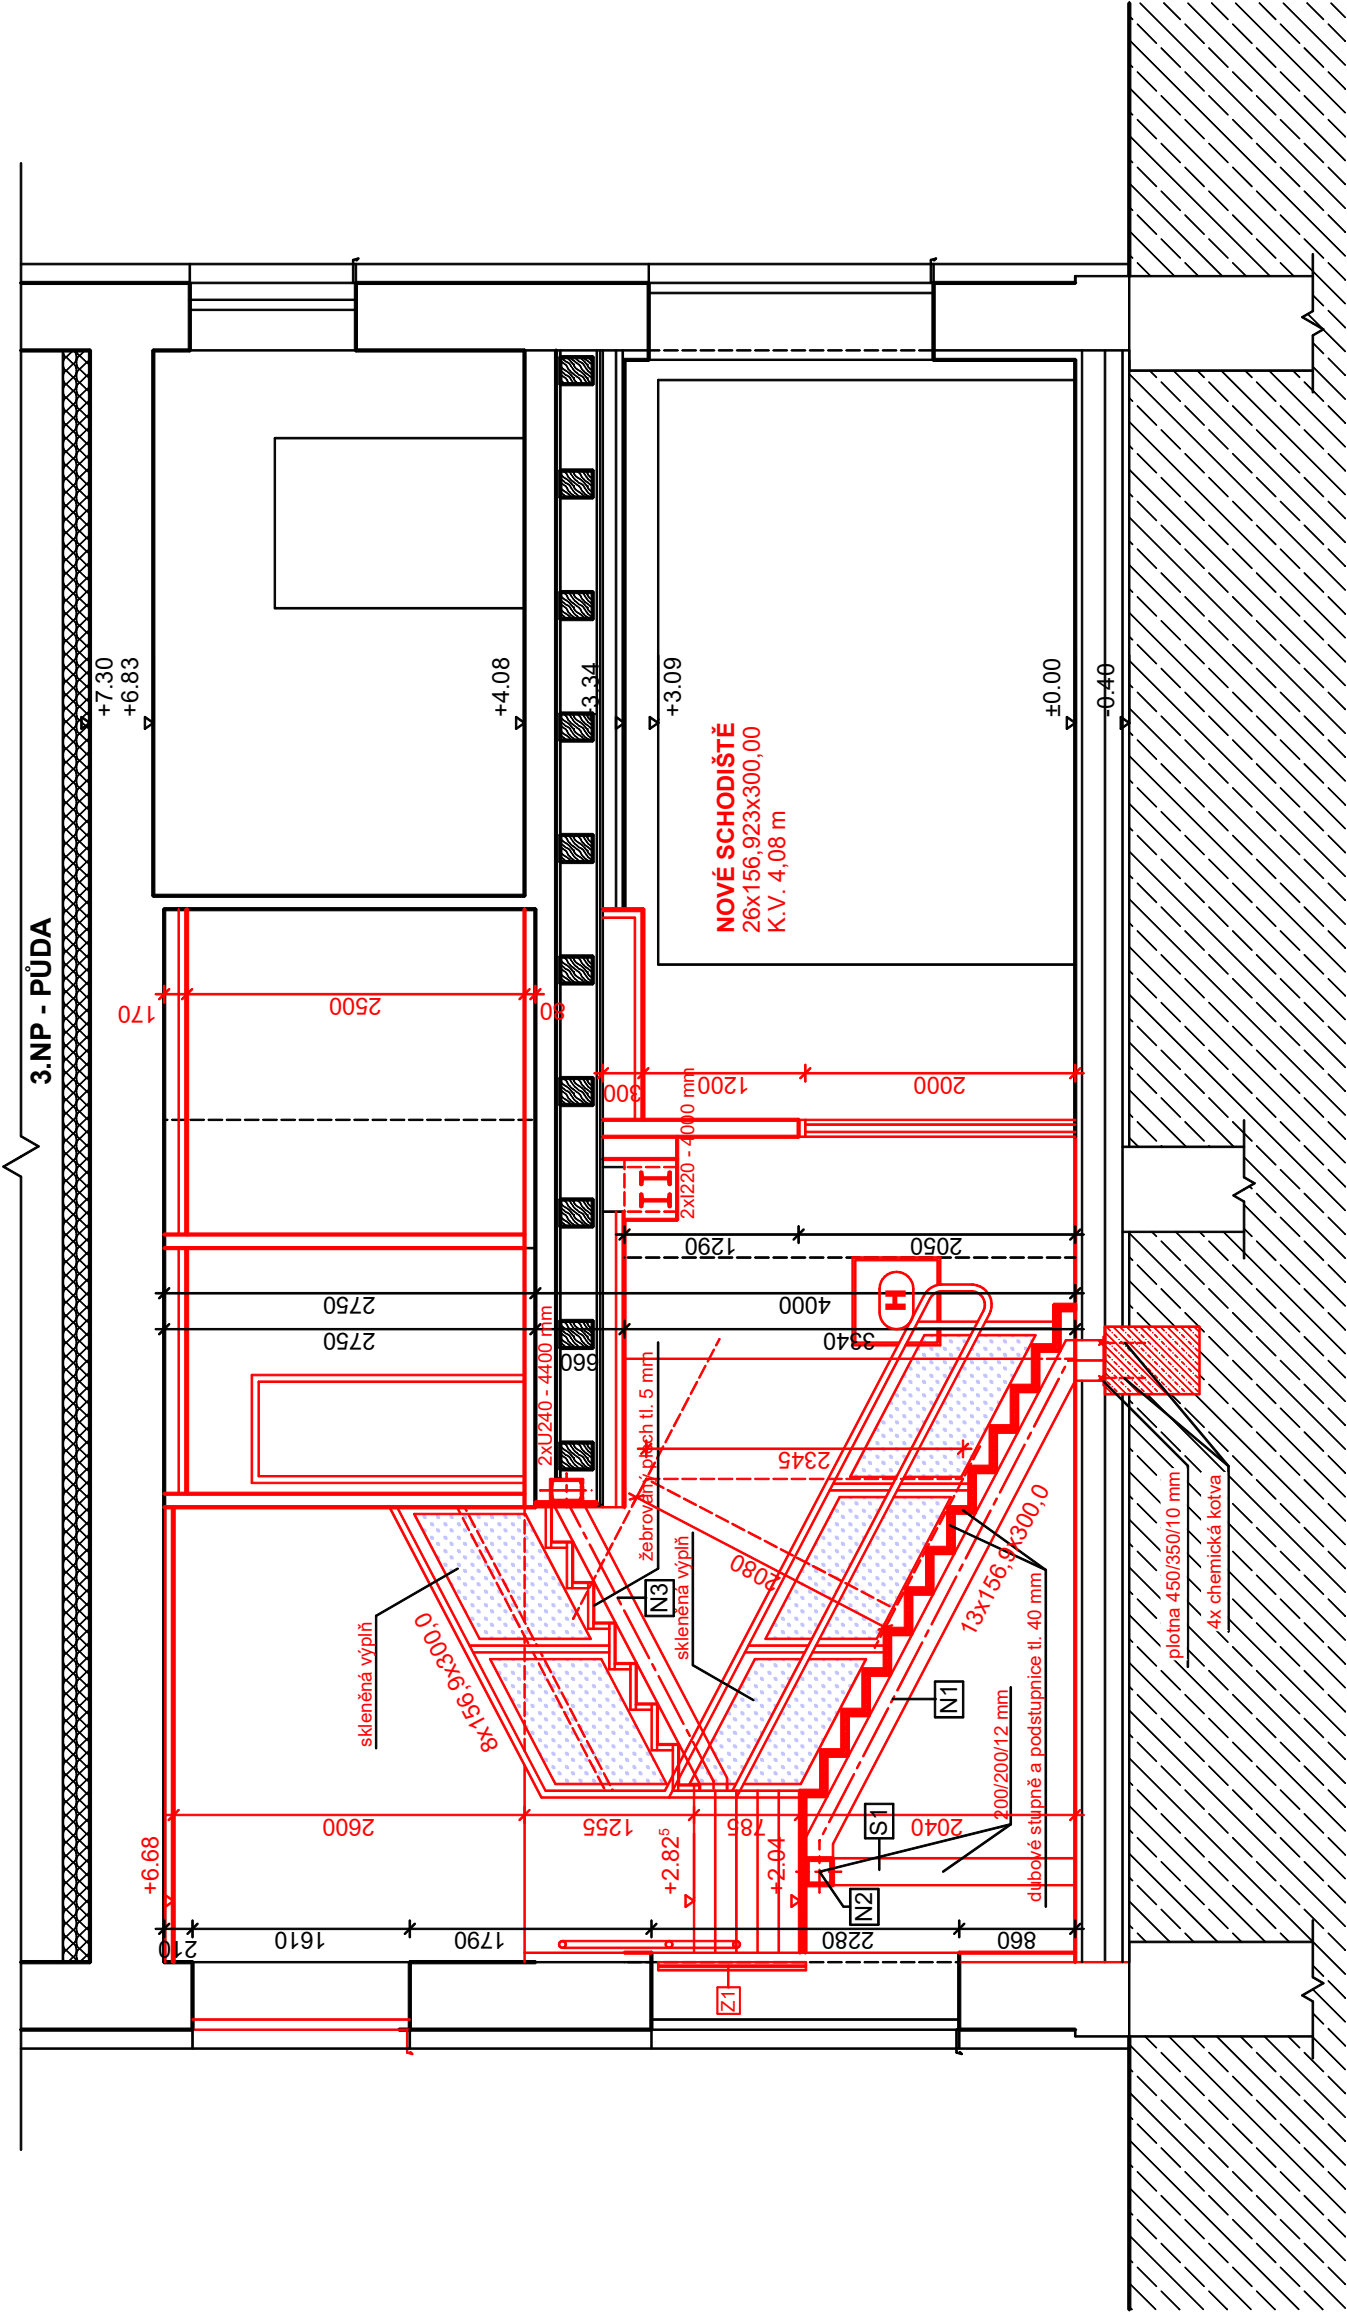 3.NP - PŮDA
+7.30
+6.83
+4.08
+3.34
+3.09
±0.00
-0.40
NOVÉ SCHODIŠTĚ
26x156,923x300,00
K.V. 4,08 m
170
2500
80
300
1200
2000
2xI220 - 4000 mm
1290
2050
2750
4000
2750
660
3340
H
2xU240 - 4400 mm
žebrovaný plech tl. 5 mm
2345
2080
skleněná výplň
N3
skleněná výplň
8x156,9x300,0
13x156,9x300,0
plotna 450/350/10 mm
4x chemická kotva
dubové stupně a podstupnice tl. 40 mm
200/200/12 mm
N1
S1
N2
2600
1255
785
2040
+6.68
+2.82⁵
+2.04
210
1610
1790
2280
860
Z1